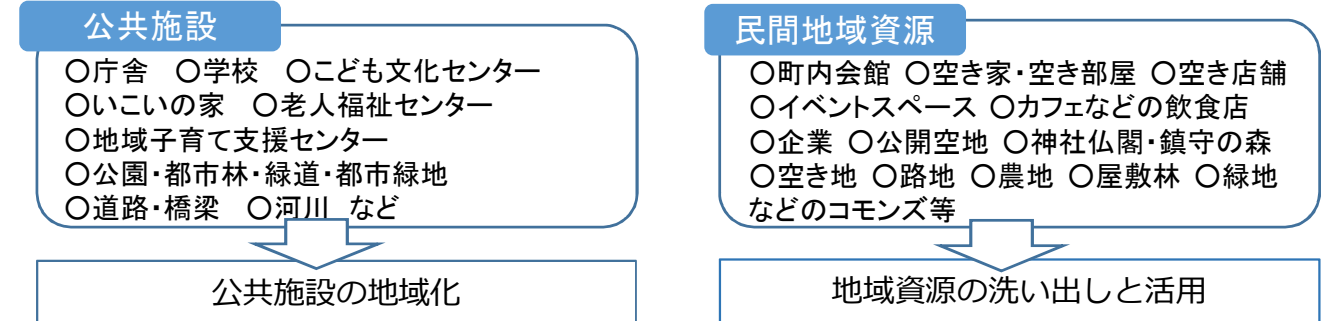 公共施設
〇庁舎 〇学校 〇こども文化センター
〇いこいの家 〇老人福祉センター
〇地域子育て支援センター
〇公園・都市林・緑道・都市緑地
〇道路・橋梁 〇河川 など
公共施設の地域化
民間地域資源
〇町内会館 〇空き家・空き部屋 〇空き店舗
〇イベントスペース 〇カフェなどの飲食店
〇企業 〇公開空地 〇神社仏閣・鎮守の森
〇空き地 〇路地 〇農地 〇屋敷林 〇緑地
などのコモンズ等
地域資源の洗い出しと活用